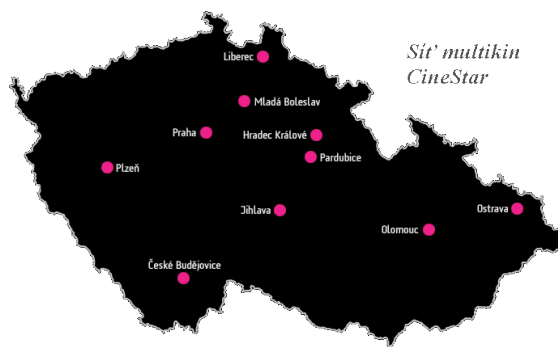 Síť multikin
CineStar
Liberec
Mladá Boleslav
Praha
Hradec Králové
Pardubice
Plzeň
Jihlava
Ostrava
Olomouc
České Budějovice